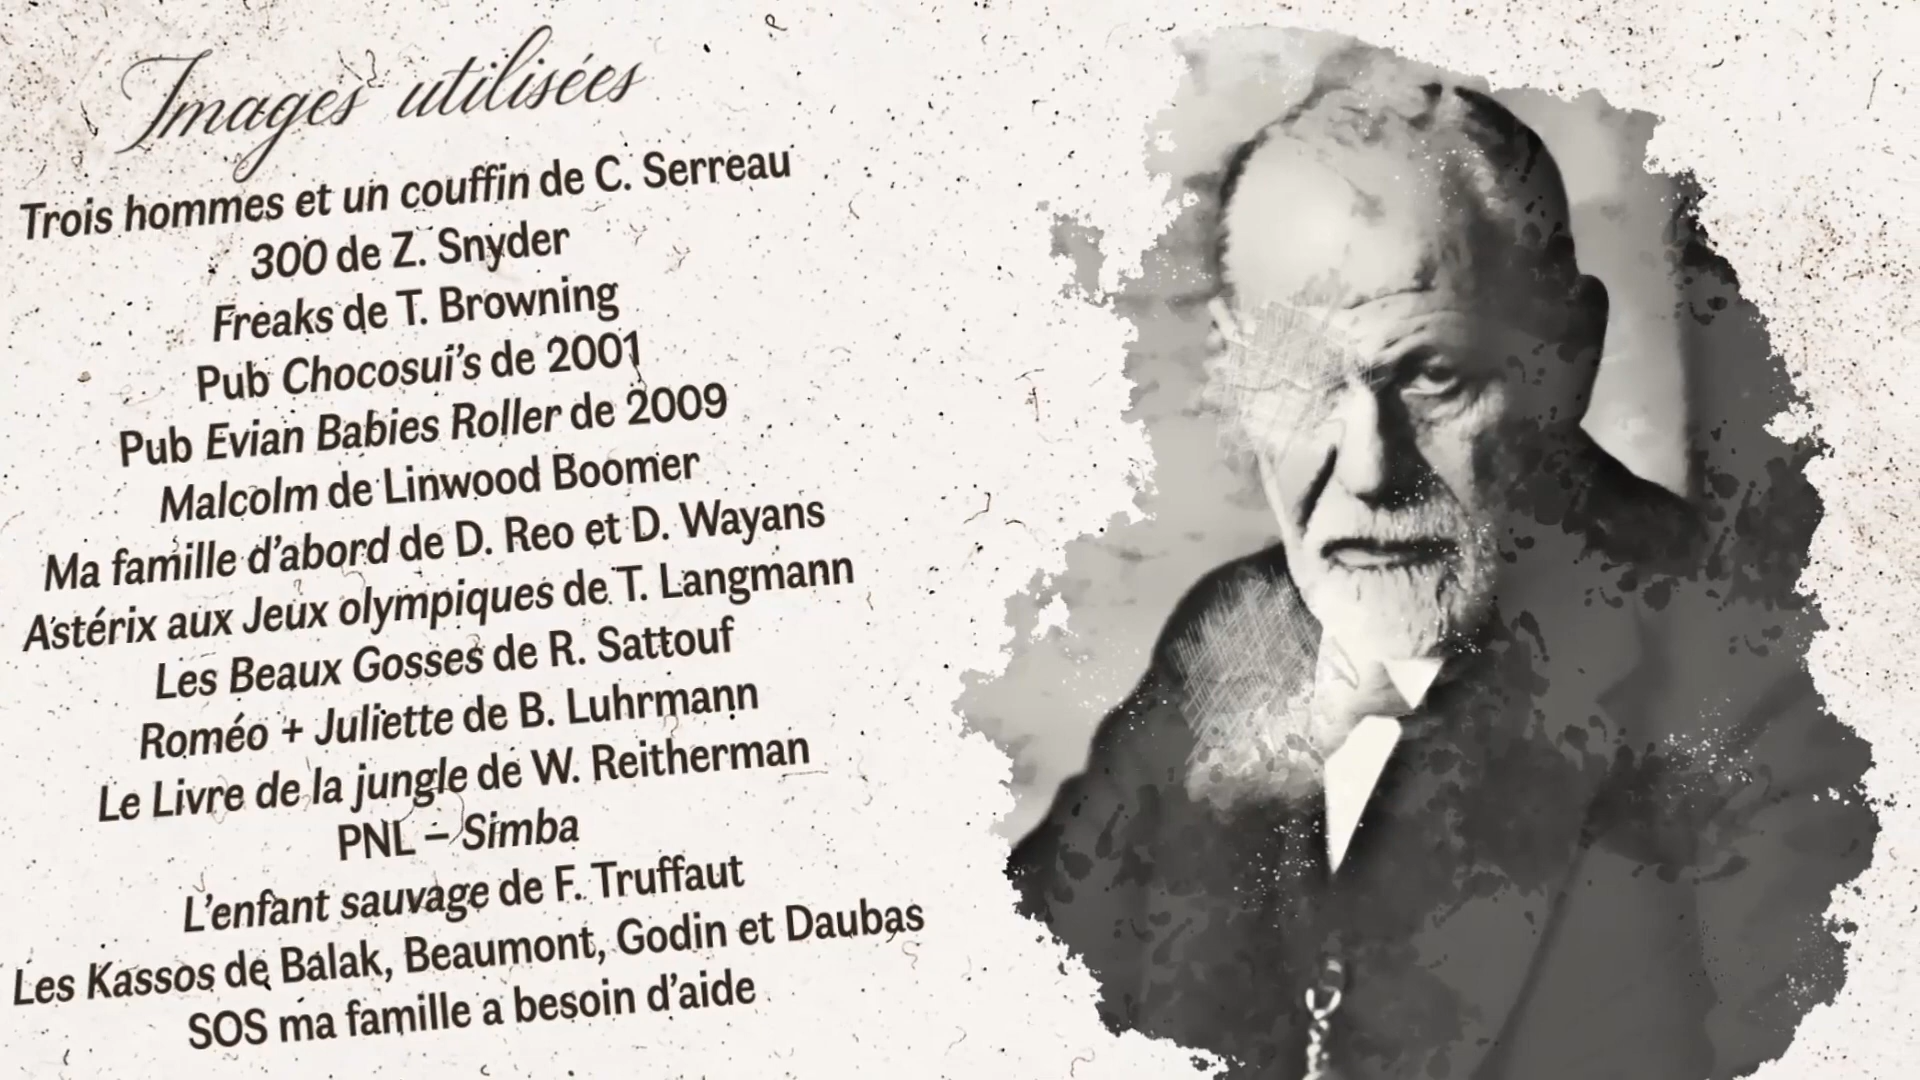 Images utilisées
Trois hommes et un couffin de C. Serreau
300 de Z. Snyder
Freaks de T. Browning
Pub Chocosui's de 2001
Pub Evian Babies Roller de 2009
Malcolm de Linwood Boomer
Ma famille d'abord de D. Reo et D. Wayans
Astérix aux Jeux olympiques de T. Langmann
Les Beaux Gosses de R. Sattouf
Roméo + Juliette de B. Luhrmann
Le Livre de la jungle de W. Reitherman
PNL – Simba
L'enfant sauvage de F. Truffaut
Les Kassos de Balak, Beaumont, Godin et Daubas
SOS ma famille a besoin d'aide